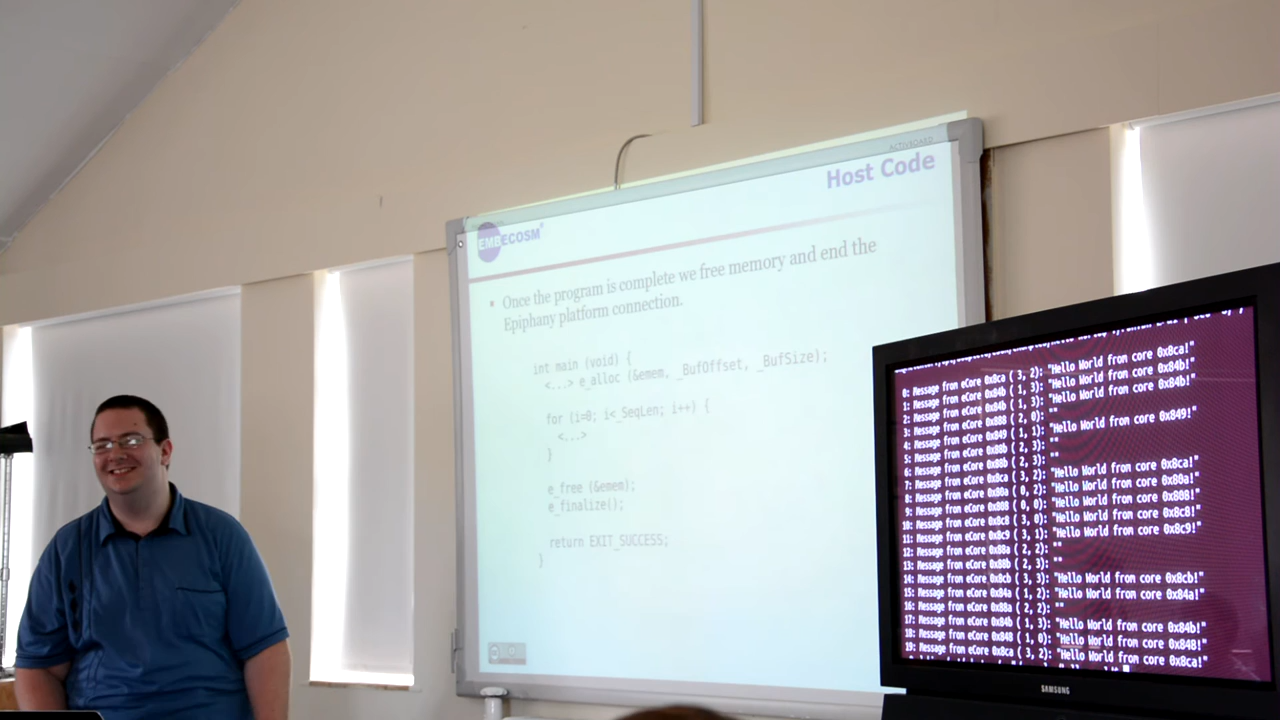 ACTIVBOARD
Host Code
EMBECOSM®
• Once the program is complete we free memory and end the
Epiphany platform connection.
int main (void) {
<...> e_alloc (&emem, _BufOffset, _BufSize);
for (i=0; i<_SeqLen; i++) {
<...>
}
e_free (&emem);
e_finalize();
return EXIT_SUCCESS;
}
0: Message from eCore 0x8ca ( 3, 2): "Hello World from core 0x8ca!"
1: Message from eCore 0x84b ( 1, 3): "Hello World from core 0x84b!"
2: Message from eCore 0x84b ( 1, 3): "Hello World from core 0x84b!"
3: Message from eCore 0x888 ( 2, 0): ""
4: Message from eCore 0x849 ( 1, 1): "Hello World from core 0x849!"
5: Message from eCore 0x88b ( 2, 3): ""
6: Message from eCore 0x88b ( 2, 3): ""
7: Message from eCore 0x8ca ( 3, 2): "Hello World from core 0x8ca!"
8: Message from eCore 0x80a ( 0, 2): "Hello World from core 0x80a!"
9: Message from eCore 0x808 ( 0, 0): "Hello World from core 0x808!"
10: Message from eCore 0x8c8 ( 3, 0): "Hello World from core 0x8c8!"
11: Message from eCore 0x8c9 ( 3, 1): "Hello World from core 0x8c9!"
12: Message from eCore 0x88a ( 2, 2): ""
13: Message from eCore 0x88b ( 2, 3): ""
14: Message from eCore 0x8cb ( 3, 3): "Hello World from core 0x8cb!"
15: Message from eCore 0x84a ( 1, 2): "Hello World from core 0x84a!"
16: Message from eCore 0x88a ( 2, 2): ""
17: Message from eCore 0x84b ( 1, 3): "Hello World from core 0x84b!"
18: Message from eCore 0x848 ( 1, 0): "Hello World from core 0x848!"
19: Message from eCore 0x8ca ( 3, 2): "Hello World from core 0x8ca!"
SAMSUNG